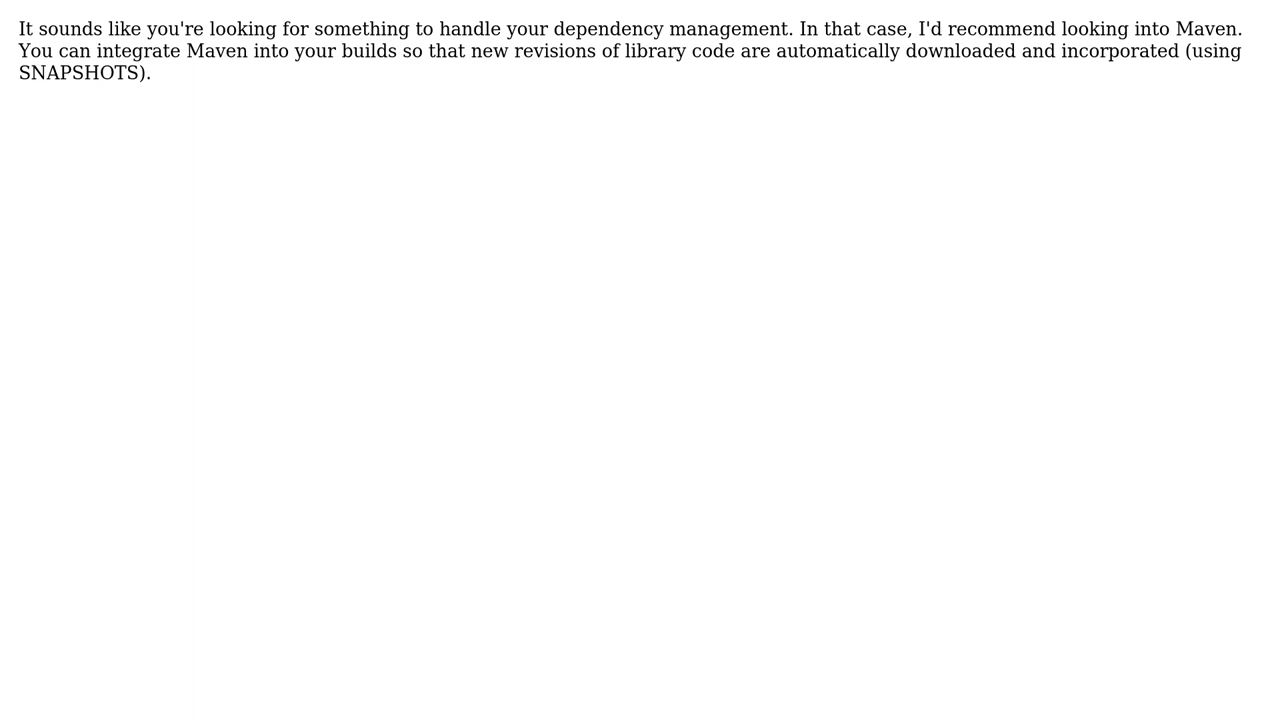 It sounds like you're looking for something to handle your dependency management. In that case, I'd recommend looking into Maven.
You can integrate Maven into your builds so that new revisions of library code are automatically downloaded and incorporated (using
SNAPSHOTS).